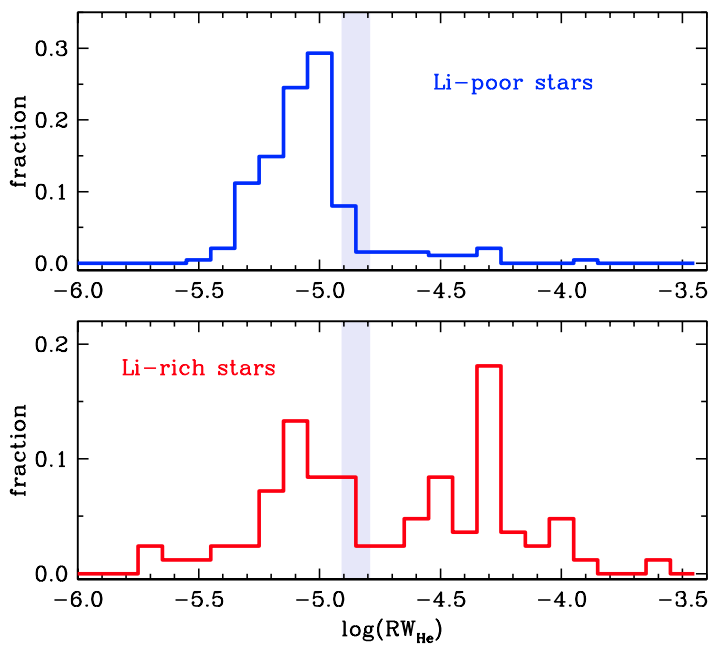 0.3
0.2
0.1
0.0
fraction
Li-poor stars
-6.0 -5.5 -5.0 -4.5 -4.0 -3.5
0.2
0.1
0.0
fraction
Li-rich stars
-6.0 -5.5 -5.0 -4.5 -4.0 -3.5
log(RW_He)